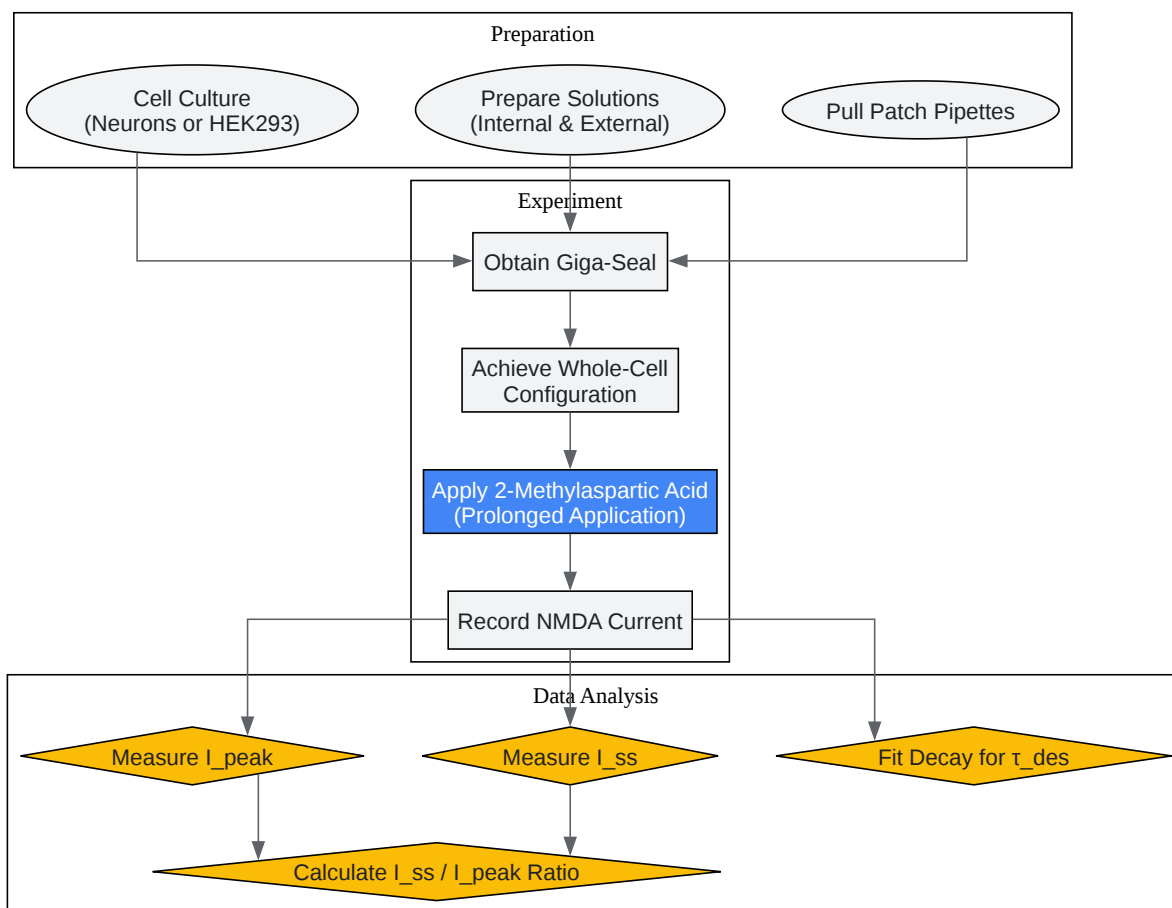 Preparation
Cell Culture
(Neurons or HEK293)
Prepare Solutions
(Internal & External)
Pull Patch Pipettes
Experiment
Obtain Giga-Seal
Achieve Whole-Cell
Configuration
Apply 2-Methylaspartic Acid
(Prolonged Application)
Record NMDA Current
Data Analysis
Measure I_peak
Measure I_ss
Fit Decay for τ_des
Calculate I_ss / I_peak Ratio